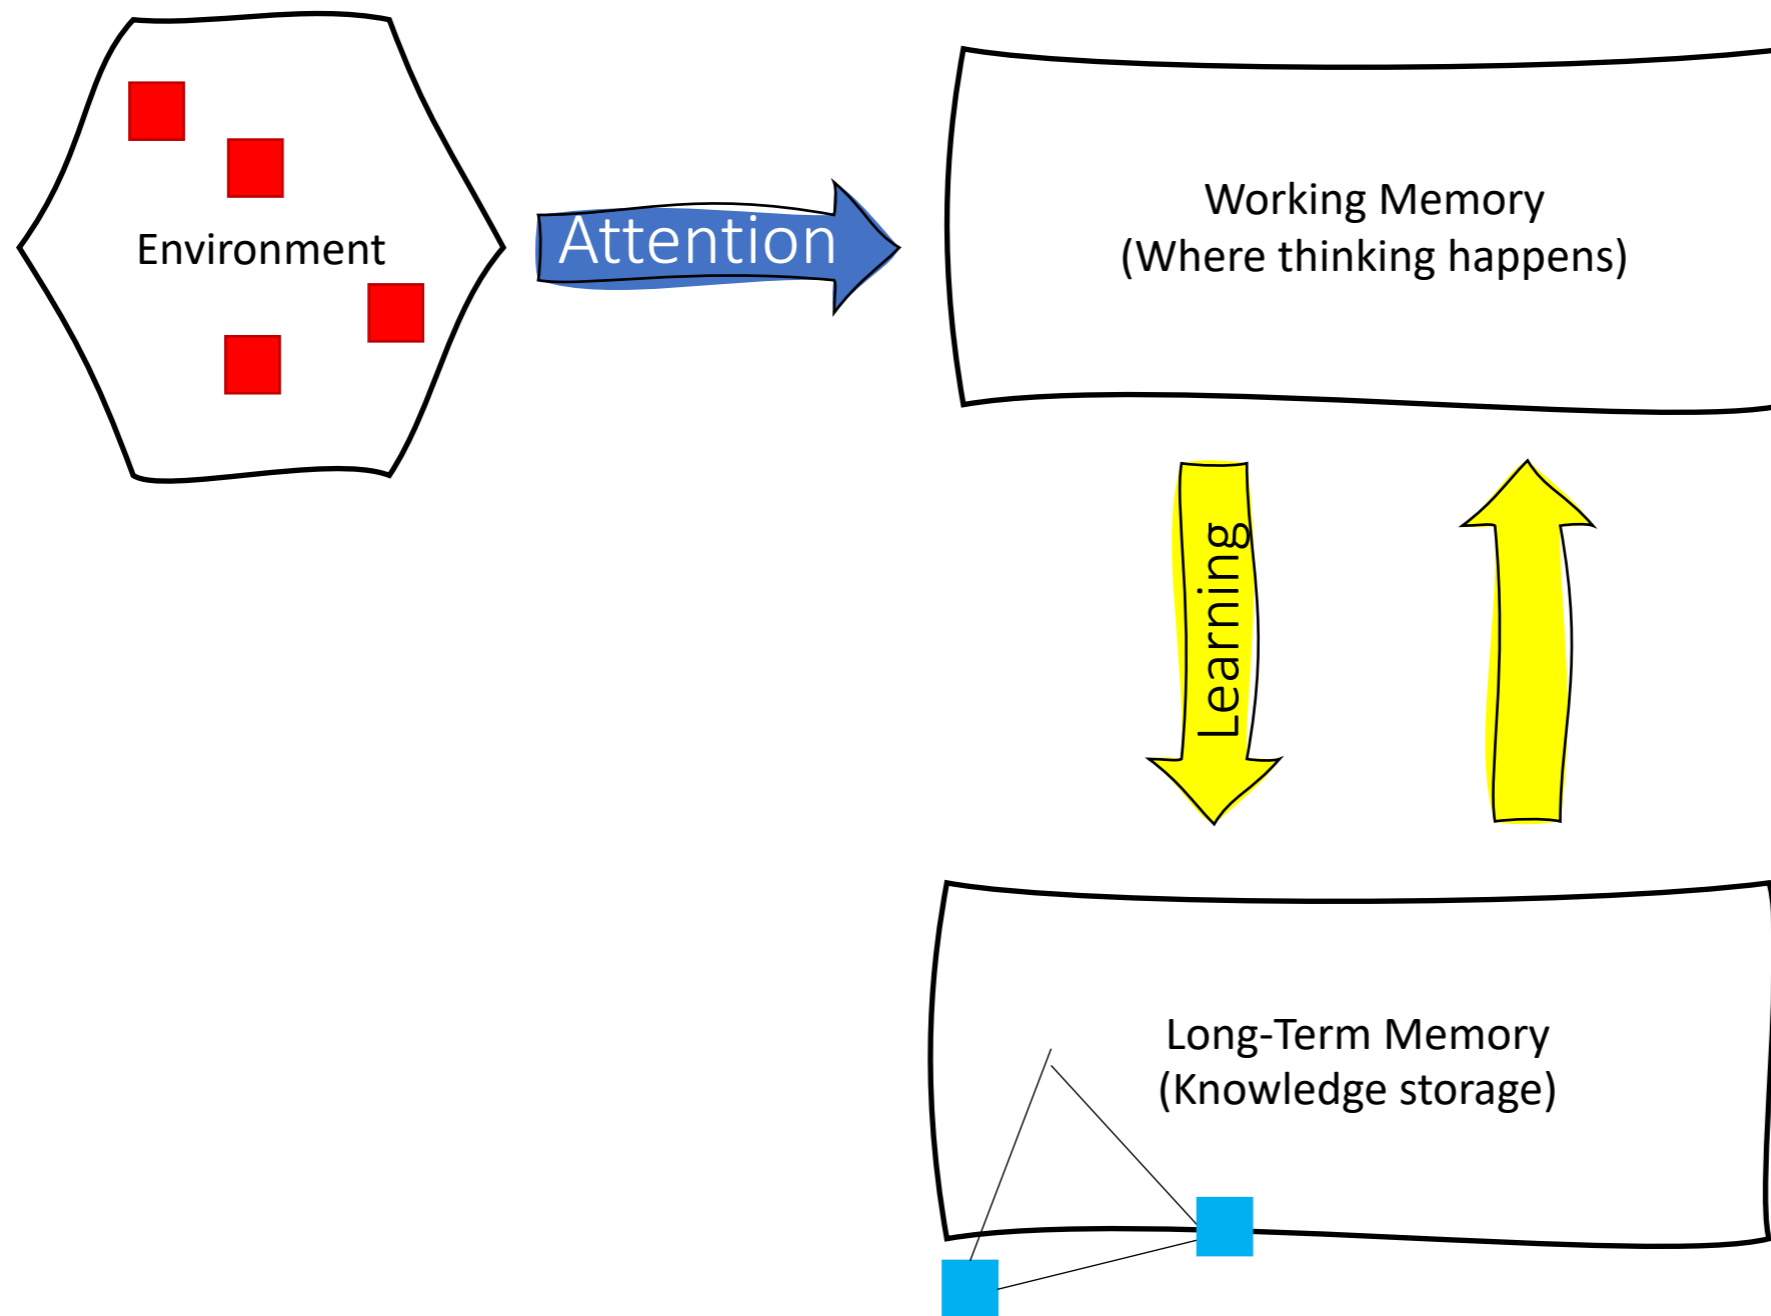 Environment
Attention
Working Memory
(Where thinking happens)
Learning
Long-Term Memory
(Knowledge storage)